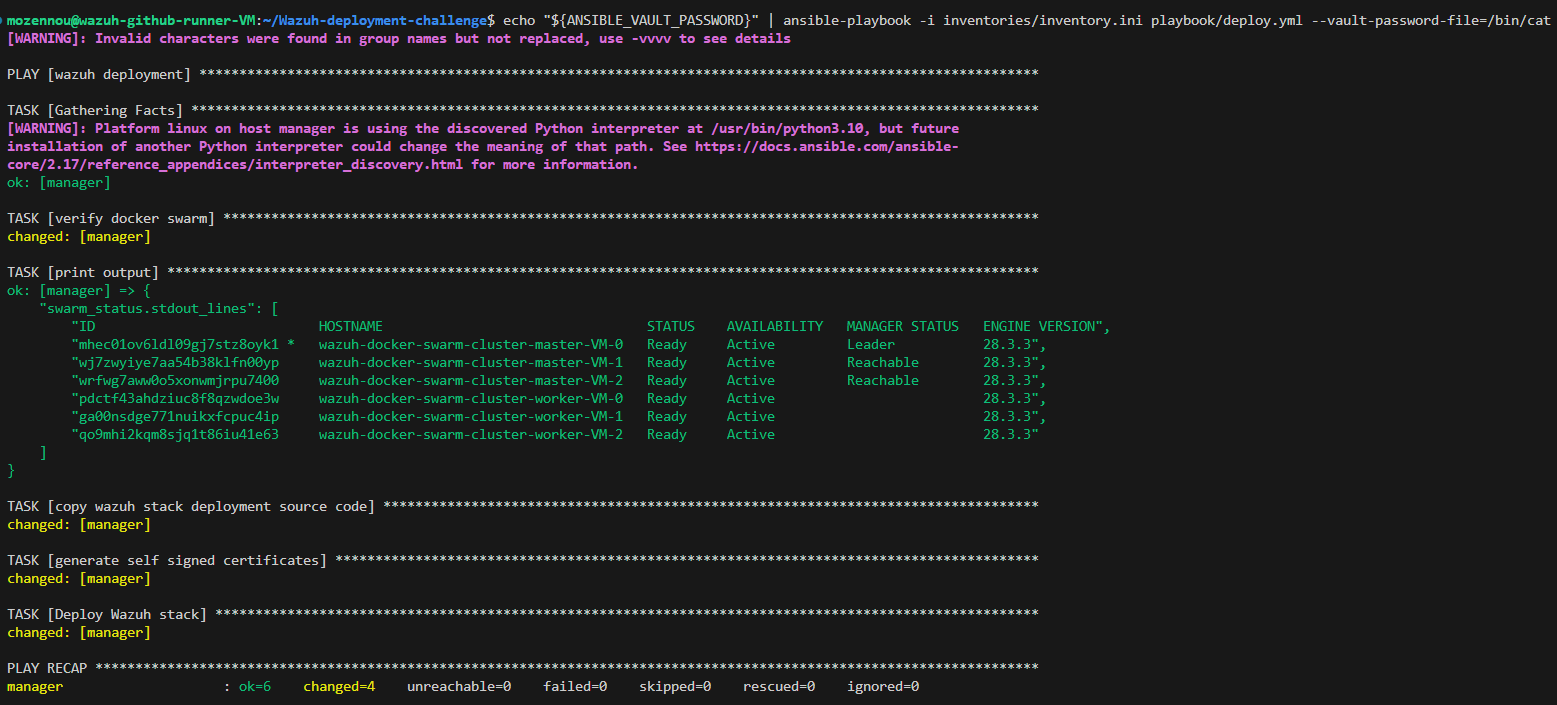 mozennou@wazuh-github-runner-VM:~/Wazuh-deployment-challenge$ echo "${ANSIBLE_VAULT_PASSWORD}" | ansible-playbook -i inventories/inventory.ini playbook/deploy.yml --vault-password-file=/bin/cat
[WARNING]: Invalid characters were found in group names but not replaced, use -vvvv to see details
PLAY [wazuh deployment] *********************************************************************************************************
TASK [Gathering Facts] **********************************************************************************************************
[WARNING]: Platform linux on host manager is using the discovered Python interpreter at /usr/bin/python3.10, but future
installation of another Python interpreter could change the meaning of that path. See https://docs.ansible.com/ansible-
core/2.17/reference_appendices/interpreter_discovery.html for more information.
ok: [manager]
TASK [verify docker swarm] ******************************************************************************************************
changed: [manager]
TASK [print output] *************************************************************************************************************
ok: [manager] => {
    "swarm_status.stdout_lines": [
        "ID                            HOSTNAME                                 STATUS    AVAILABILITY   MANAGER STATUS   ENGINE VERSION",
        "mhec01ov6ldl09gj7stz8oyk1 *   wazuh-docker-swarm-cluster-master-VM-0   Ready     Active         Leader           28.3.3",
        "wj7zwyiye7aa54b38klfn00yp     wazuh-docker-swarm-cluster-master-VM-1   Ready     Active         Reachable        28.3.3",
        "wrfwg7aww0o5xonwmjrpu7400     wazuh-docker-swarm-cluster-master-VM-2   Ready     Active         Reachable        28.3.3",
        "pdctf43ahdziuc8f8qzwdoe3w     wazuh-docker-swarm-cluster-worker-VM-0   Ready     Active                          28.3.3",
        "ga00nsdge771nuikxfcpuc4ip     wazuh-docker-swarm-cluster-worker-VM-1   Ready     Active                          28.3.3",
        "qo9mhi2kqm8sjq1t86iu41e63     wazuh-docker-swarm-cluster-worker-VM-2   Ready     Active                          28.3.3"
    ]
}
TASK [copy wazuh stack deployment source code] **********************************************************************************
changed: [manager]
TASK [generate self signed certificates] ****************************************************************************************
changed: [manager]
TASK [Deploy Wazuh stack] *******************************************************************************************************
changed: [manager]
PLAY RECAP **********************************************************************************************************************
manager                    : ok=6    changed=4    unreachable=0    failed=0    skipped=0    rescued=0    ignored=0